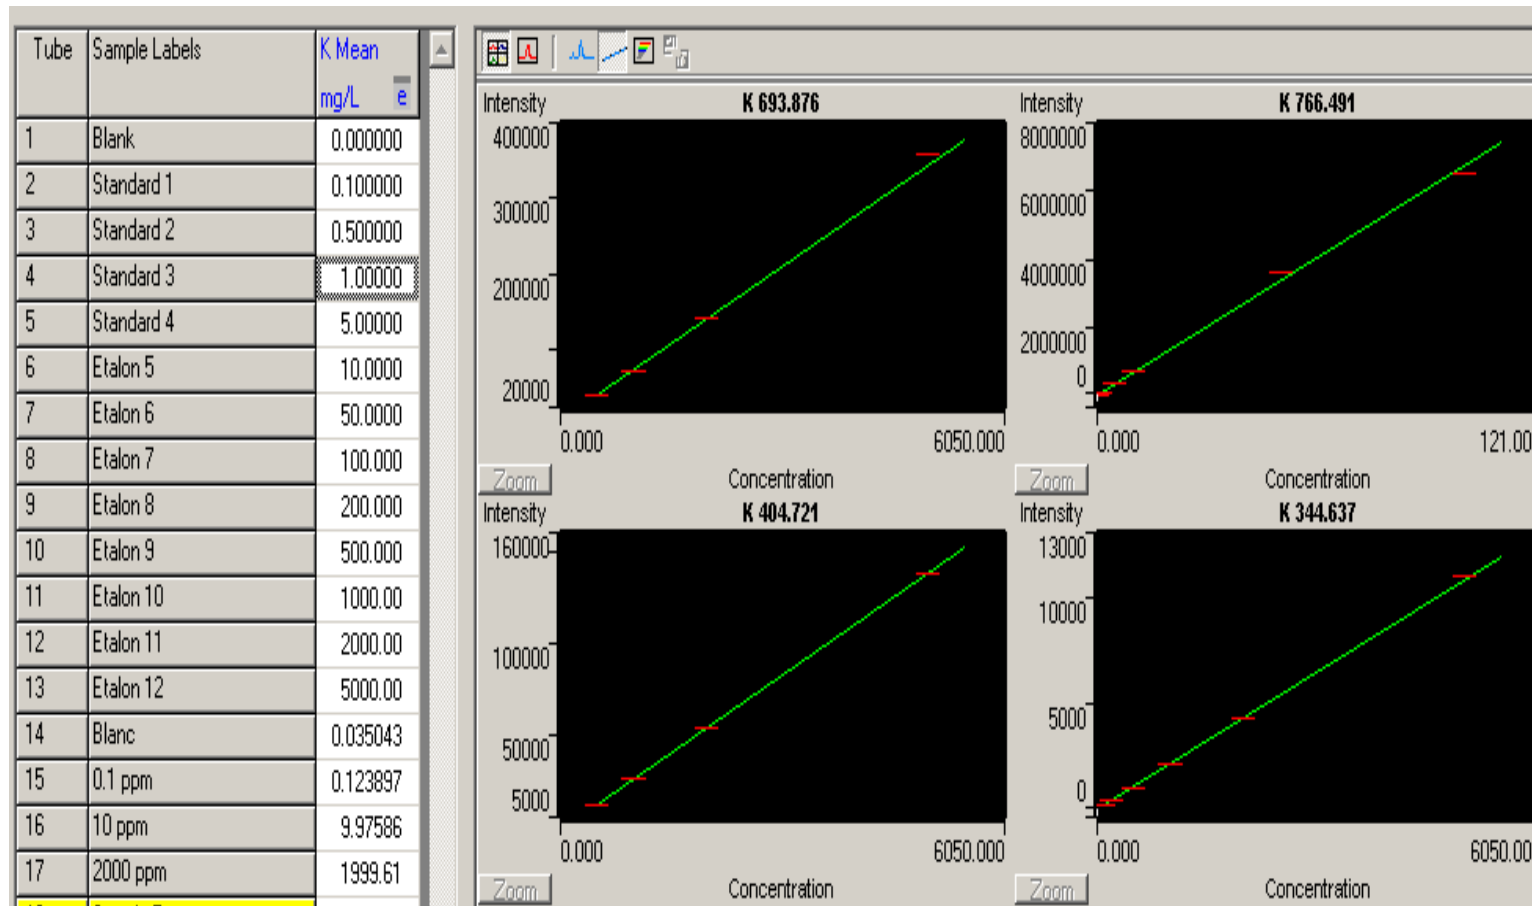 Tube Sample Labels K Mean
mg/L e
1 Blank 0.000000
2 Standard 1 0.100000
3 Standard 2 0.500000
4 Standard 3 1.00000
5 Standard 4 5.00000
6 Etalon 5 10.0000
7 Etalon 6 50.0000
8 Etalon 7 100.000
9 Etalon 8 200.000
10 Etalon 9 500.000
11 Etalon 10 1000.00
12 Etalon 11 2000.00
13 Etalon 12 5000.00
14 Blanc 0.035043
15 0.1 ppm 0.123897
16 10 ppm 9.97586
17 2000 ppm 1999.61
Intensity K 693.876
400000
300000
200000
20000
0.000 6050.000
Zoom Concentration
Intensity K 766.491
8000000
6000000
4000000
2000000
0
0.000 121.00
Zoom Concentration
Intensity K 404.721
160000
100000
50000
5000
0.000 6050.000
Zoom Concentration
Intensity K 344.637
13000
10000
5000
0
0.000 6050.00
Zoom Concentration